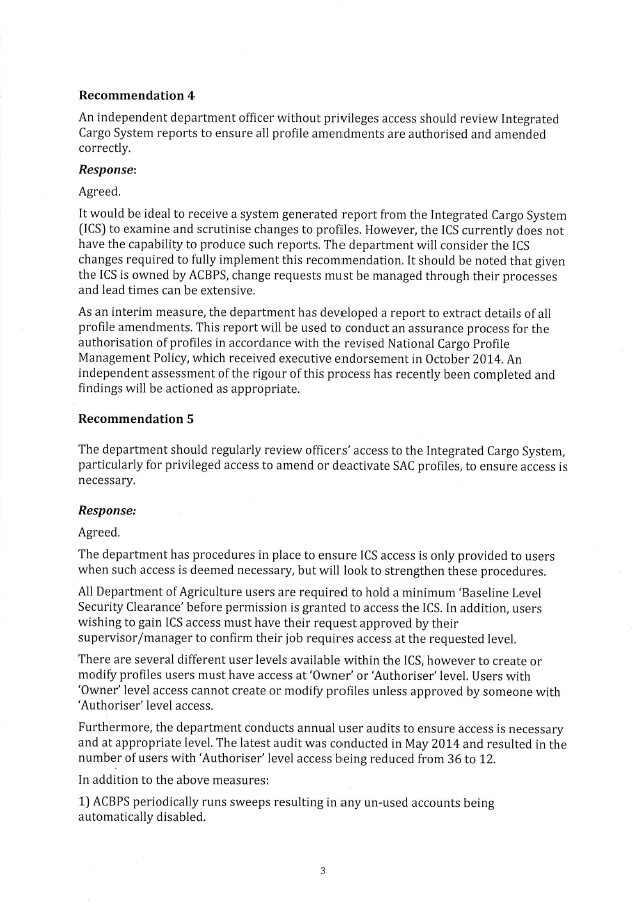 Recommendation 4
An independent department officer without privileges access should review Integrated
Cargo System reports to ensure all profile amendments are authorised and amended
correctly.
Response:
Agreed.
It would be ideal to receive a system generated report from the Integrated Cargo System
(ICS) to examine and scrutinise changes to profiles. However, the ICS currently does not
have the capability to produce such reports. The department will consider the ICS
changes required to fully implement this recommendation. It should be noted that given
the ICS is owned by ACBPS, change requests must be managed through their processes
and lead times can be extensive.
As an interim measure, the department has developed a report to extract details of all
profile amendments. This report will be used to conduct an assurance process for the
authorisation of profiles in accordance with the revised National Cargo Profile
Management Policy, which received executive endorsement in October 2014. An
independent assessment of the rigour of this process has recently been completed and
findings will be actioned as appropriate.
Recommendation 5
The department should regularly review officers' access to the Integrated Cargo System,
particularly for privileged access to amend or deactivate SAC profiles, to ensure access is
necessary.
Response:
Agreed.
The department has procedures in place to ensure ICS access is only provided to users
when such access is deemed necessary, but will look to strengthen these procedures.
All Department of Agriculture users are required to hold a minimum 'Baseline Level
Security Clearance' before permission is granted to access the ICS. In addition, users
wishing to gain ICS access must have their request approved by their
supervisor/manager to confirm their job requires access at the requested level.
There are several different user levels available within the ICS, however to create or
modify profiles users must have access at 'Owner' or 'Authoriser' level. Users with
'Owner' level access cannot create or modify profiles unless approved by someone with
'Authoriser' level access.
Furthermore, the department conducts annual user audits to ensure access is necessary
and at appropriate level. The latest audit was conducted in May 2014 and resulted in the
number of users with 'Authoriser' level access being reduced from 36 to 12.
In addition to the above measures:
1) ACBPS periodically runs sweeps resulting in any un-used accounts being
automatically disabled.
3